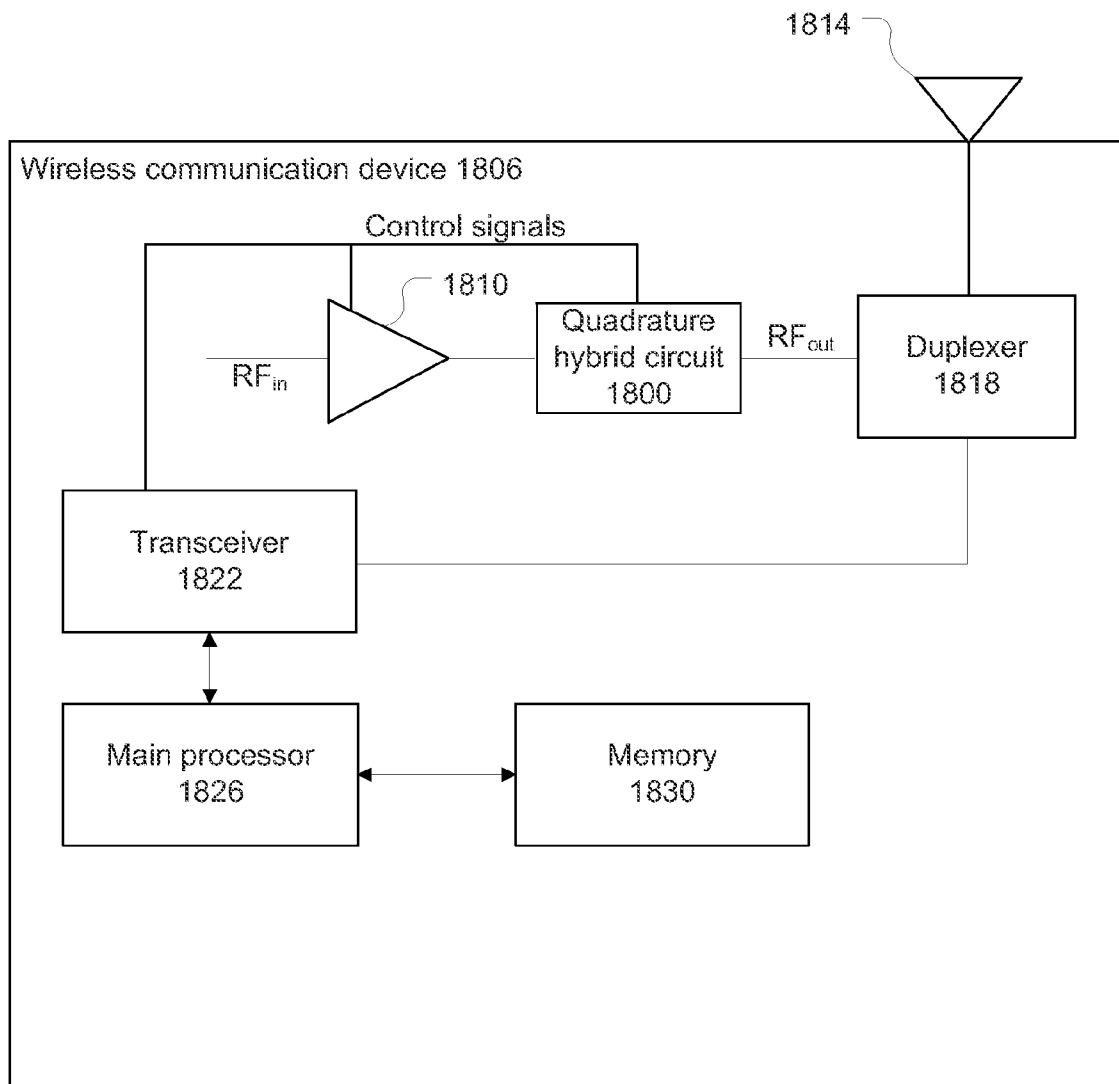 1814
Wireless communication device 1806
Control signals
1810
RFin
Quadrature
hybrid circuit
1800
RFout
Duplexer
1818
Transceiver
1822
Main processor
1826
Memory
1830